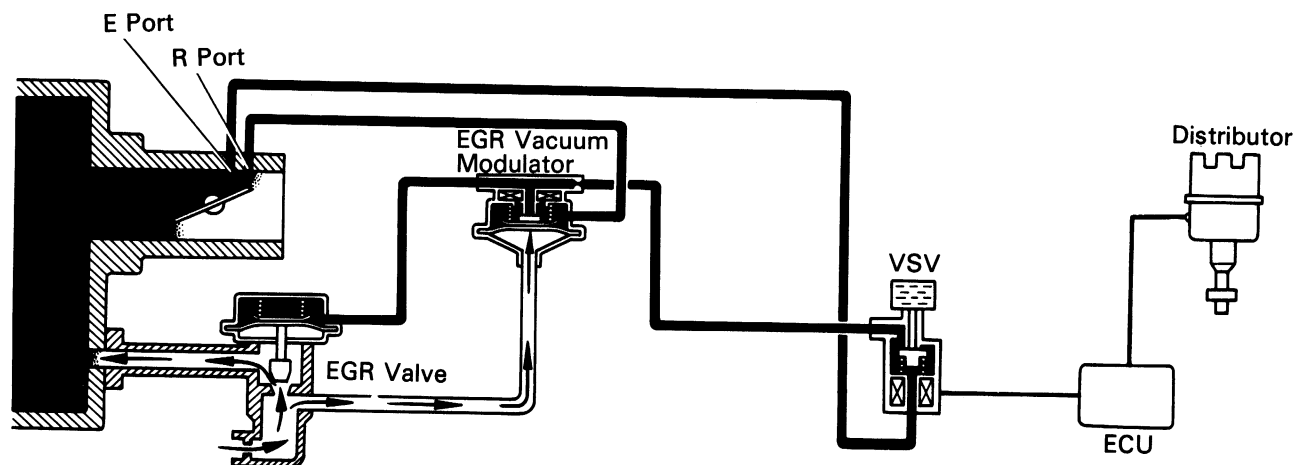 E Port
R Port
EGR Vacuum
Modulator
Distributor
VSV
EGR Valve
ECU